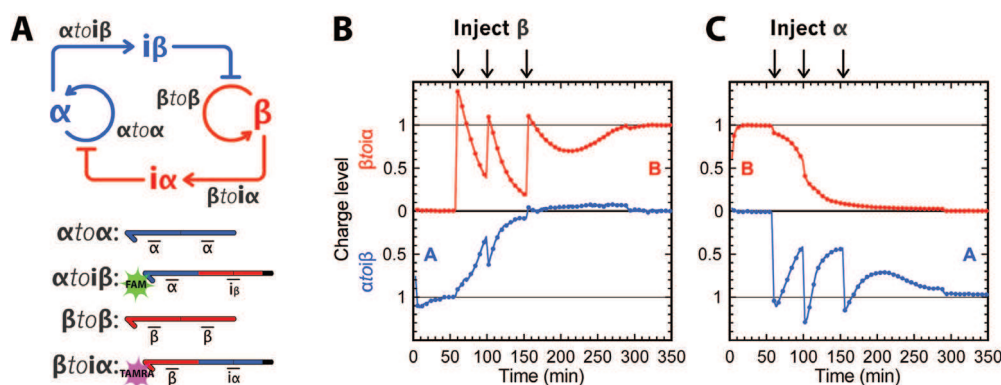 A
αtoiβ
iβ
βtoβ
α
β
αtoα
iα
βtoiα
αtoα:
α α
αtoiβ:
FAM
α iβ
βtoβ:
β β
βtoiα:
TAMRA
β iα
B
Inject β
βtoiα
αtoiβ
Charge level
1
0.5
0
0.5
1
B
A
0 50 100 150 200 250 300 350
Time (min)
C
Inject α
1
0.5
0
0.5
1
B
A
0 50 100 150 200 250 300 350
Time (min)